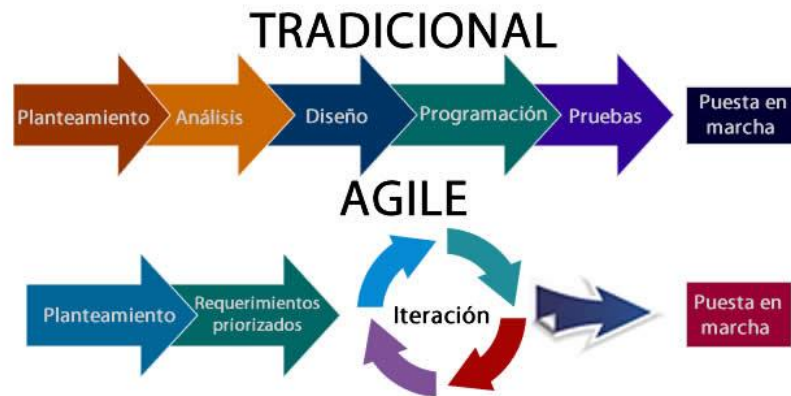 TRADICIONAL
Planteamiento
Análisis
Diseño
Programación
Pruebas
Puesta en
marcha
AGILE
Planteamiento
Requerimientos
priorizados
Iteración
Puesta en
marcha